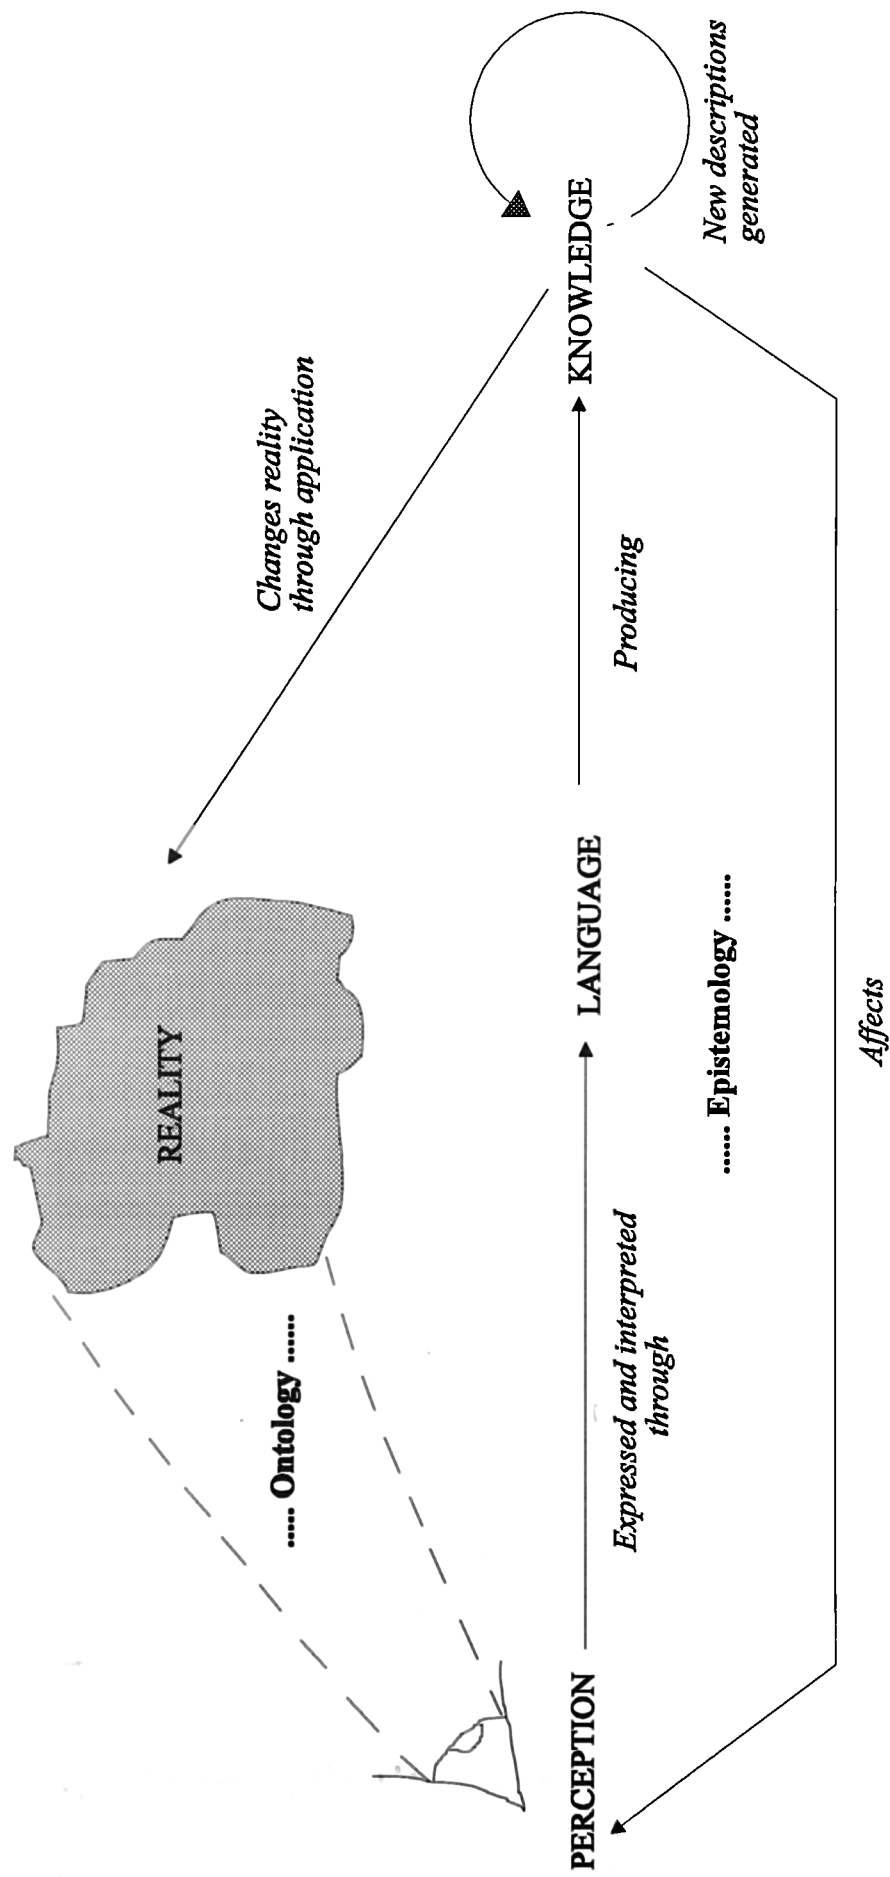 REALITY
Changes reality
through application
..... Ontology ......
PERCEPTION
LANGUAGE
KNOWLEDGE
Expressed and interpreted
through
Producing
New descriptions
generated
...... Epistemology ......
Affects